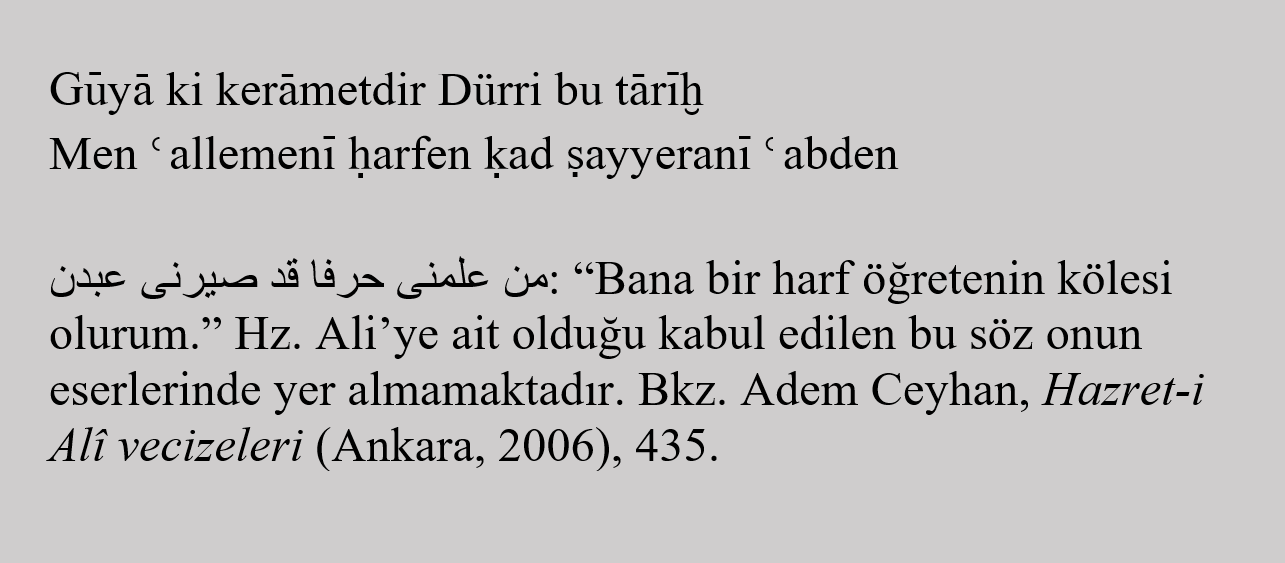 Gūyā ki kerāmetdir Dürri bu tārīḫ
Men ʿallemenī ḥarfen ḳad ṣayyeranī ʿabden
من علمنى حرفا قد صيرنى عبدن: “Bana bir harf öğretenin kölesi
olurum.” Hz. Ali’ye ait olduğu kabul edilen bu söz onun
eserlerinde yer almamaktadır. Bkz. Adem Ceyhan, Hazret-i
Alî vecizeleri (Ankara, 2006), 435.